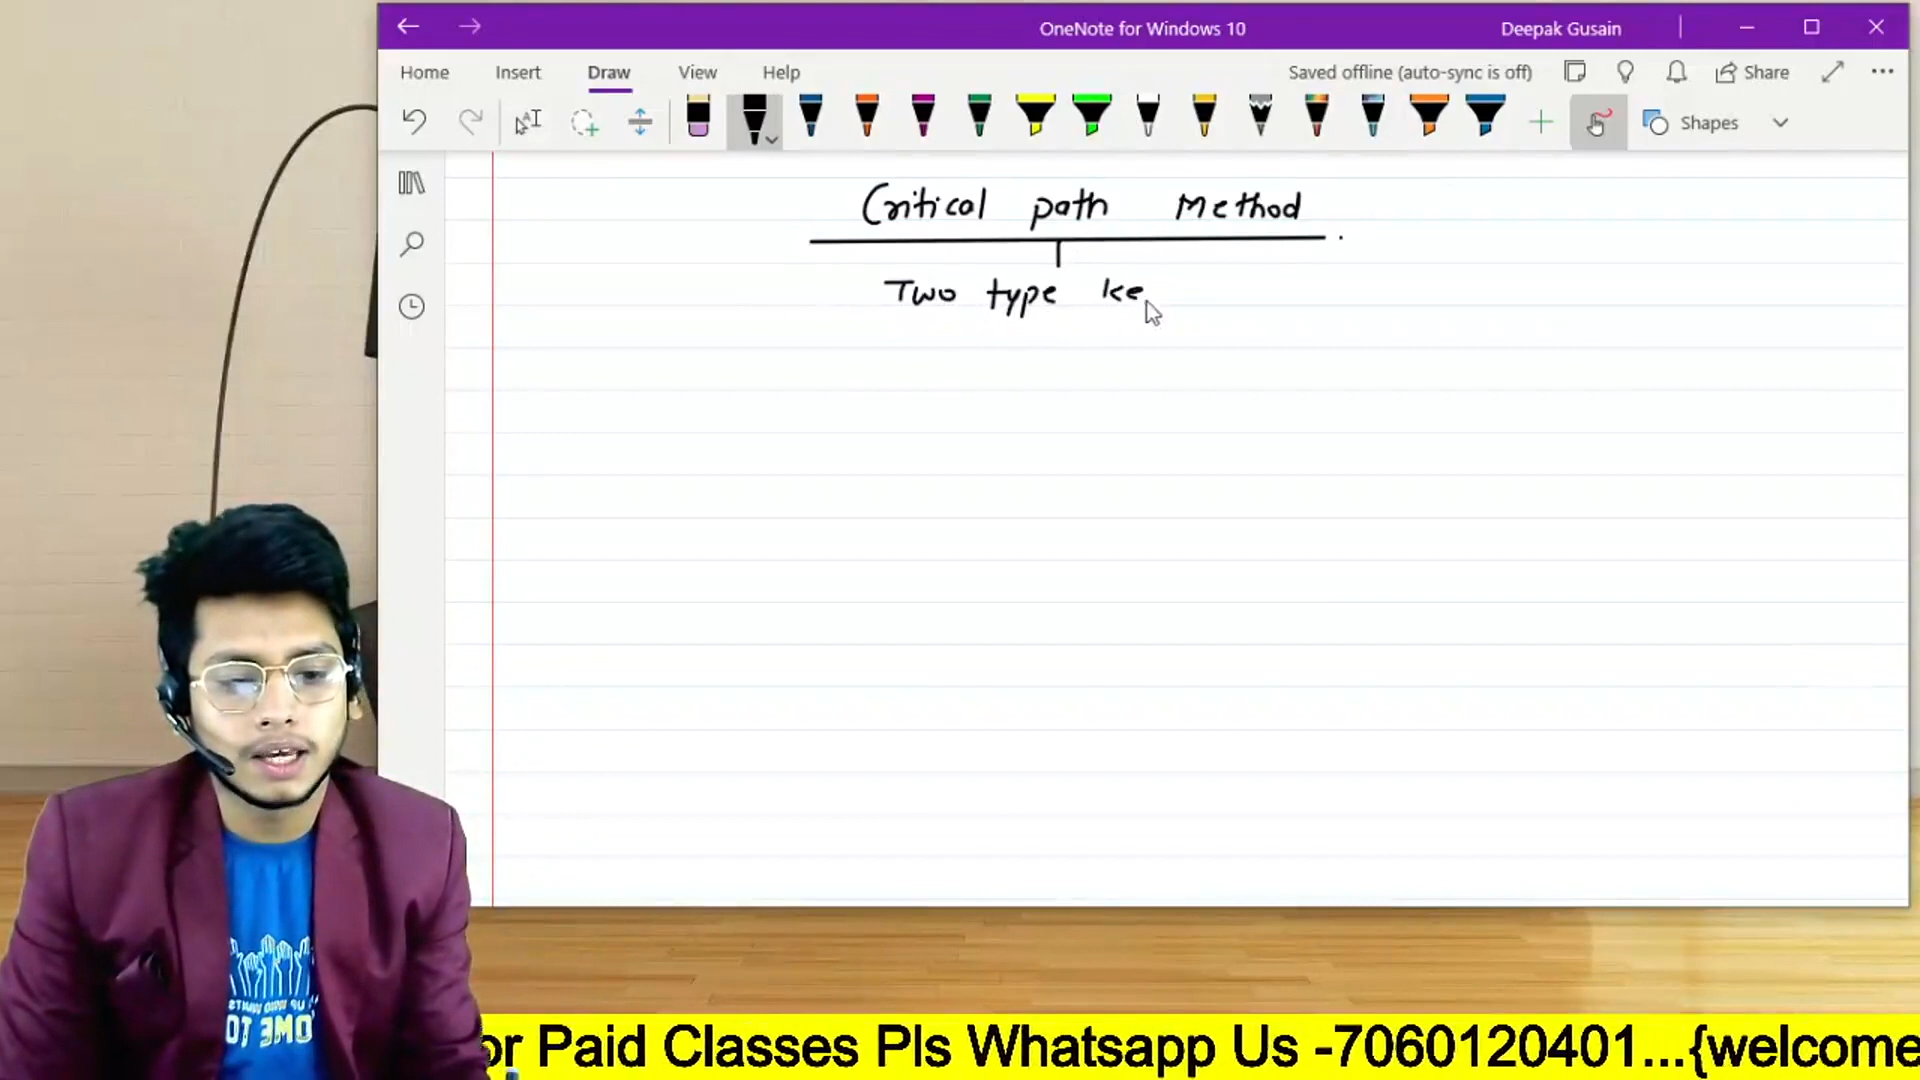 OneNote for Windows 10
Deepak Gusain
Home Insert Draw View Help
Saved offline (auto-sync is off) Share
Shapes
Critical path Method
Two type ke
or Paid Classes Pls Whatsapp Us -7060120401...{welcome